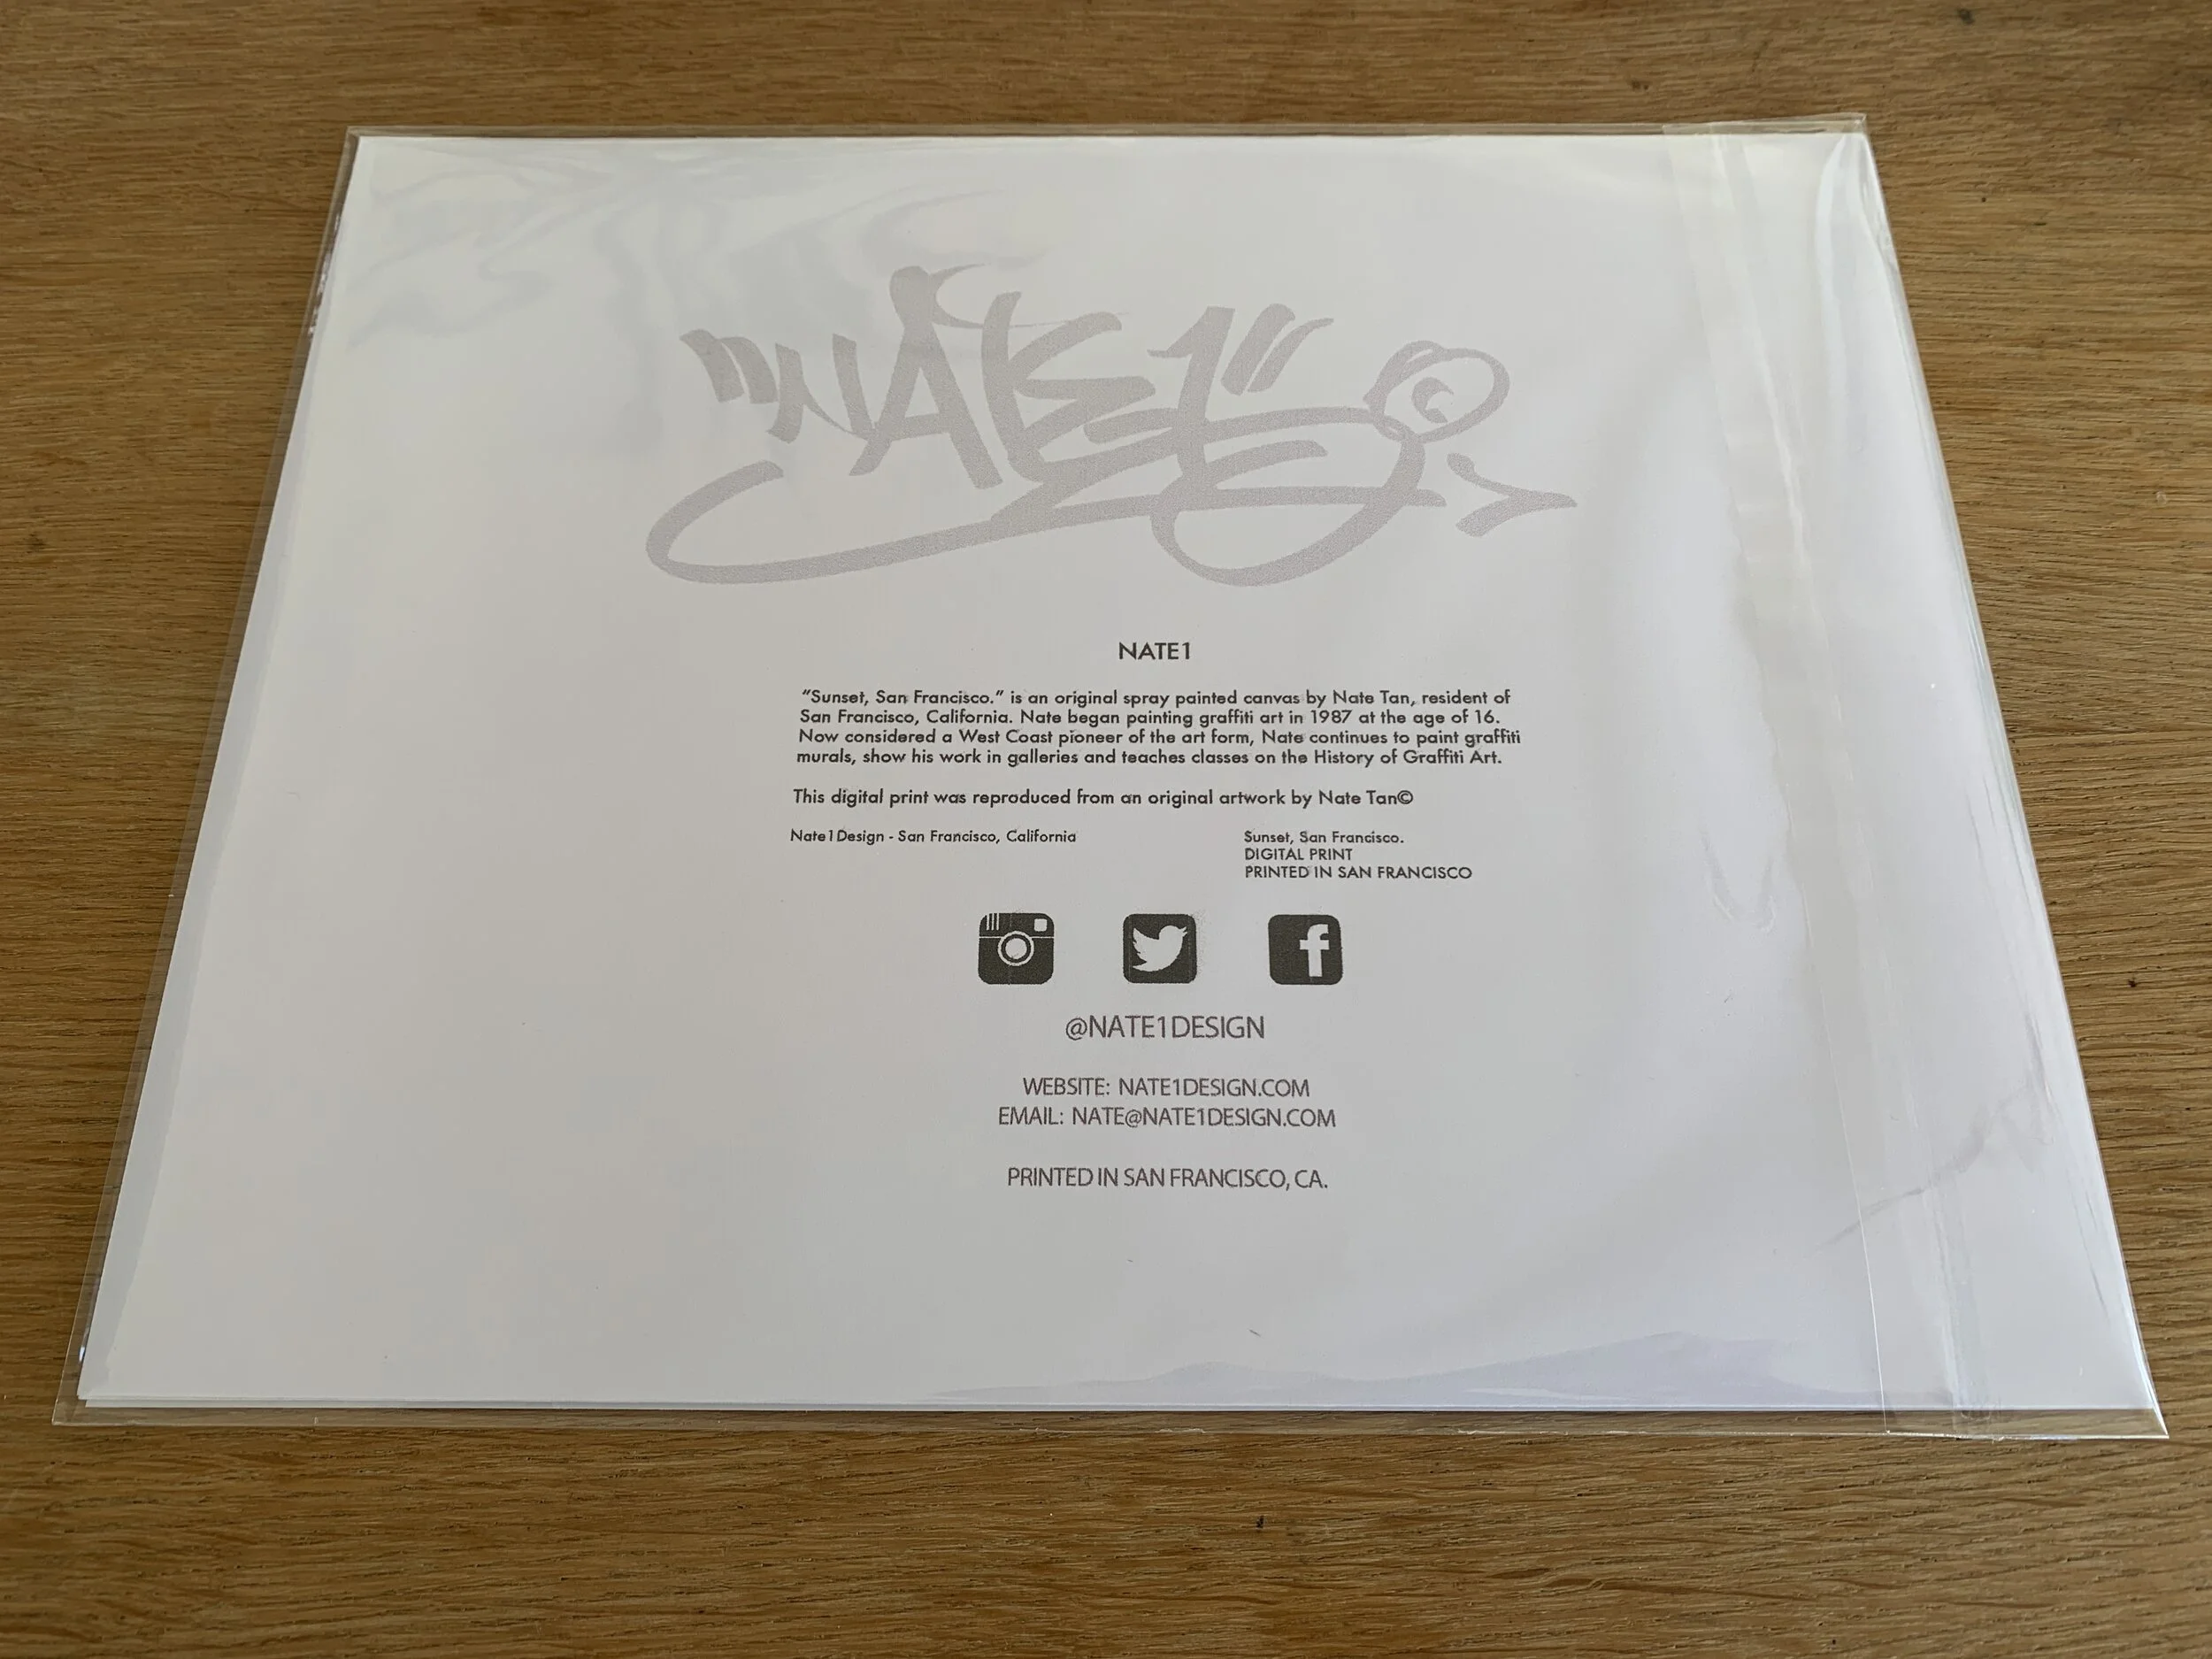 "NATE1"
NATE1
“Sunset, San Francisco.” is an original spray painted canvas by Nate Tan, resident of
San Francisco, California. Nate began painting graffiti art in 1987 at the age of 16.
Now considered a West Coast pioneer of the art form, Nate continues to paint graffiti
murals, show his work in galleries and teaches classes on the History of Graffiti Art.
This digital print was reproduced from an original artwork by Nate Tan©
Nate1Design - San Francisco, California
Sunset, San Francisco.
DIGITAL PRINT
PRINTED IN SAN FRANCISCO
@NATE1DESIGN
WEBSITE: NATE1DESIGN.COM
EMAIL: NATE@NATE1DESIGN.COM
PRINTED IN SAN FRANCISCO, CA.